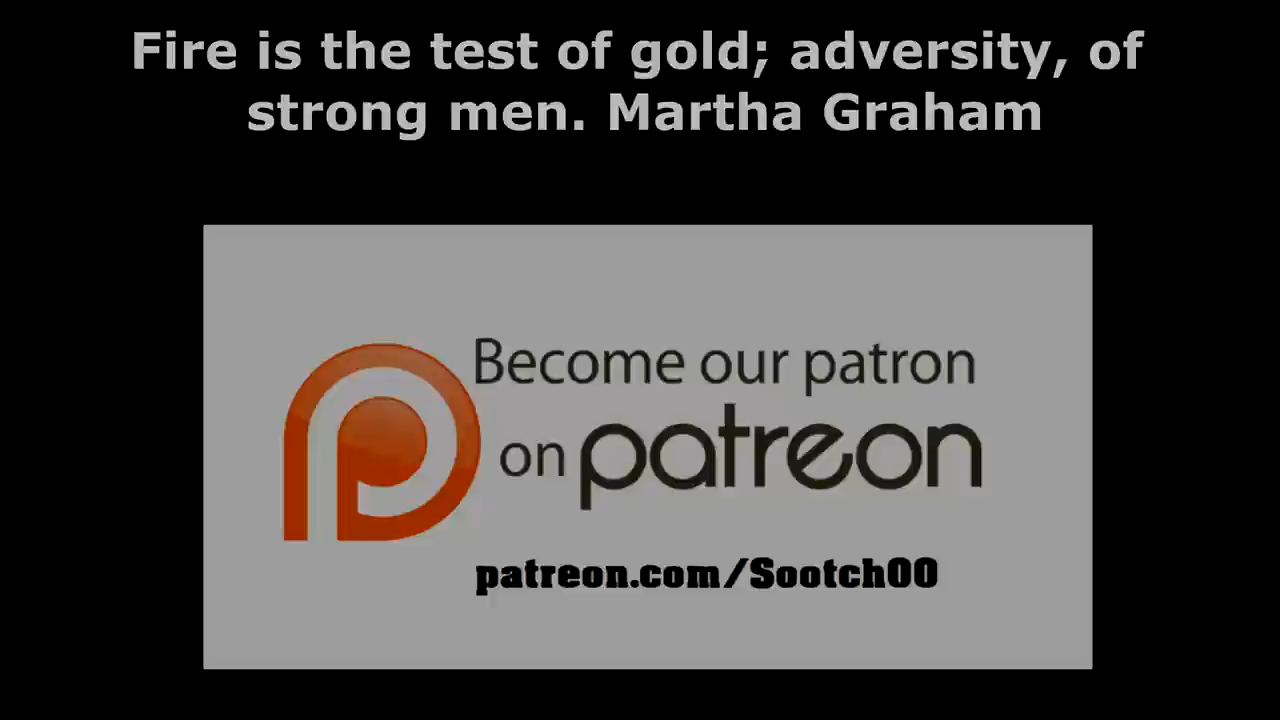 Fire is the test of gold; adversity, of
strong men. Martha Graham
Become our patron
on patreon
patreon.com/Sootch00